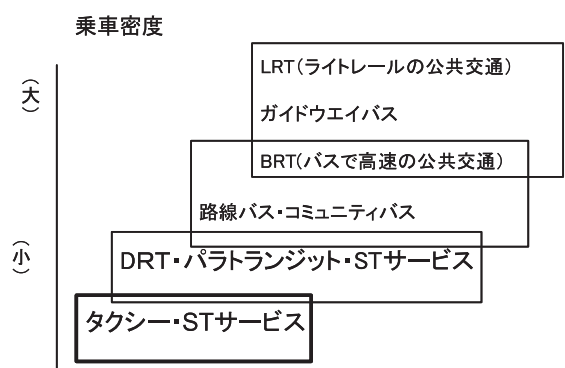 乗車密度
(大)
LRT(ライトレールの公共交通)
ガイドウエイバス
BRT(バスで高速の公共交通)
路線バス・コミュニティバス
(小)
DRT・パラトランジット・STサービス
タクシー・STサービス